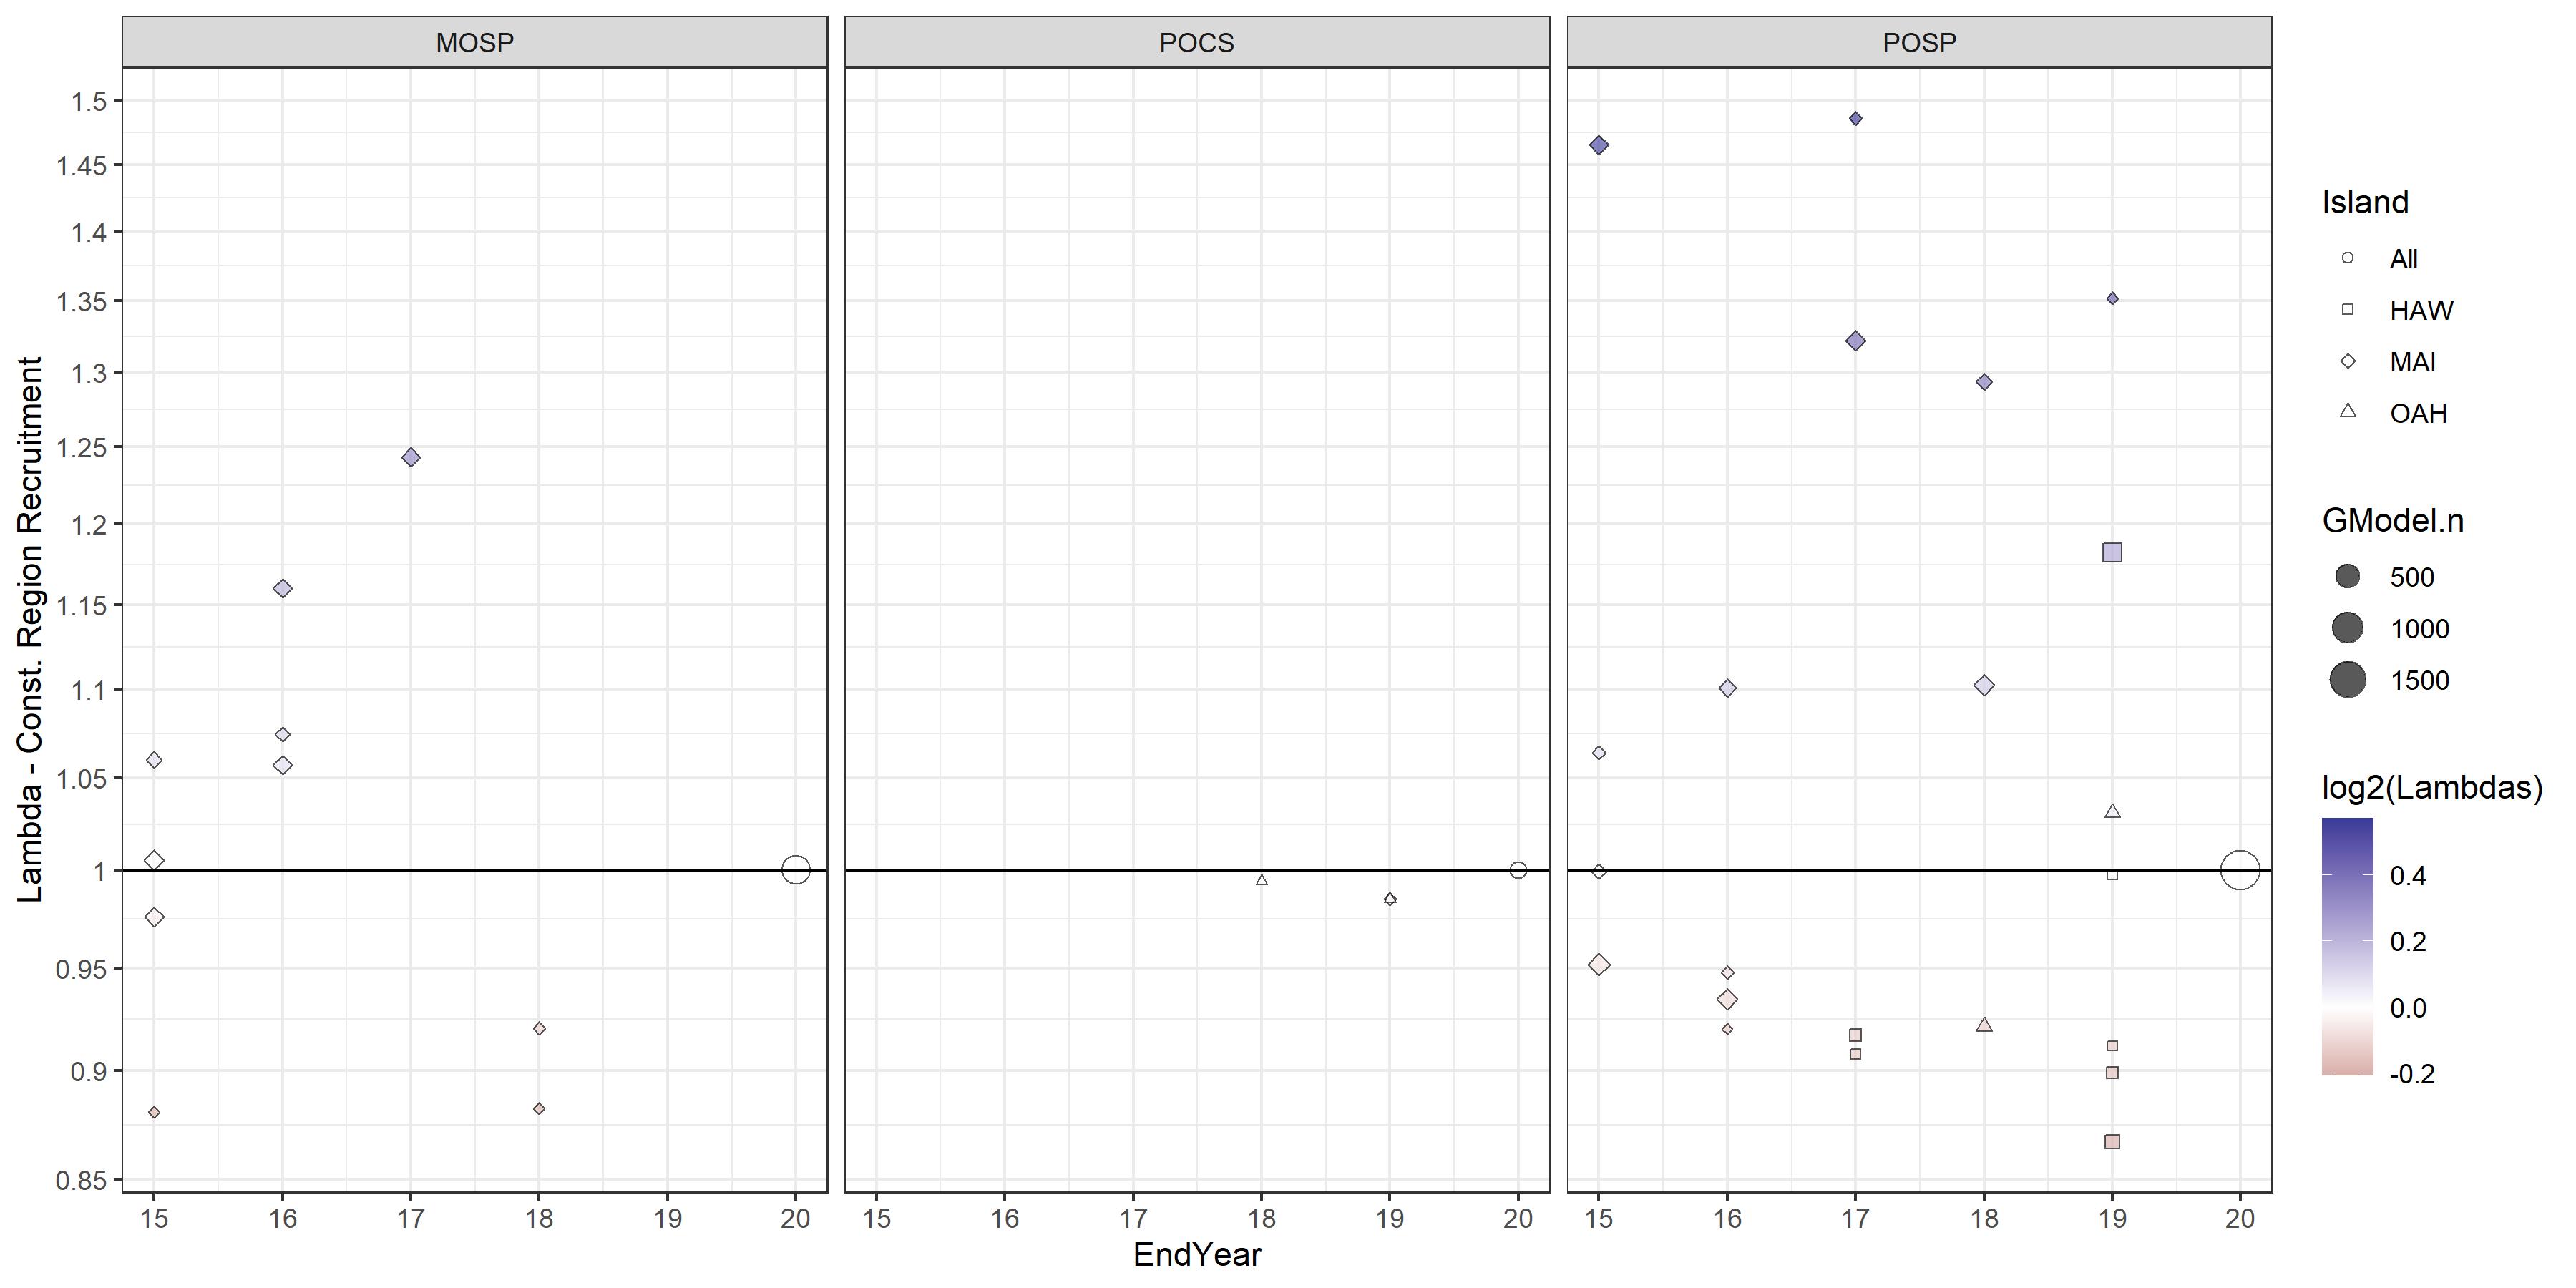 MOSP
POCS
POSP
Lambda - Const. Region Recruitment
1.5
1.45
1.4
1.35
1.3
1.25
1.2
1.15
1.1
1.05
1
0.95
0.9
0.85
15 16 17 18 19 20
15 16 17 18 19 20
15 16 17 18 19 20
EndYear
Island
All
HAW
MAI
OAH
GModel.n
500
1000
1500
log2(Lambdas)
0.4
0.2
0.0
-0.2